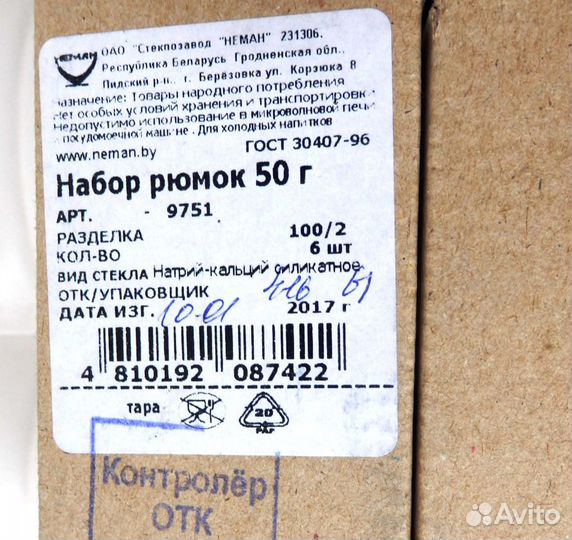 НЕМАН
ОАО "Стеклозавод "НЕМАН" 231306,
Республика Беларусь Гродненская обл.,
Лидский р-н., г. Берёзовка ул. Корзюка 8
Назначение: Товары народного потребления
Нет особых условий хранения и транспортировки
Недопустимо использование в микроволновой печи
и посудомоечной машине. Для холодных напитков
www.neman.by ГОСТ 30407-96
Набор рюмок 50 г
АРТ. - 9751
РАЗДЕЛКА 100/2
КОЛ-ВО 6 шт
ВИД СТЕКЛА Натрий-кальций силикатное
ОТК/УПАКОВЩИК
ДАТА ИЗГ. 10.01 2017 г
4 810192 087422
тара 20
PAP
Контролёр
ОТК
Avito